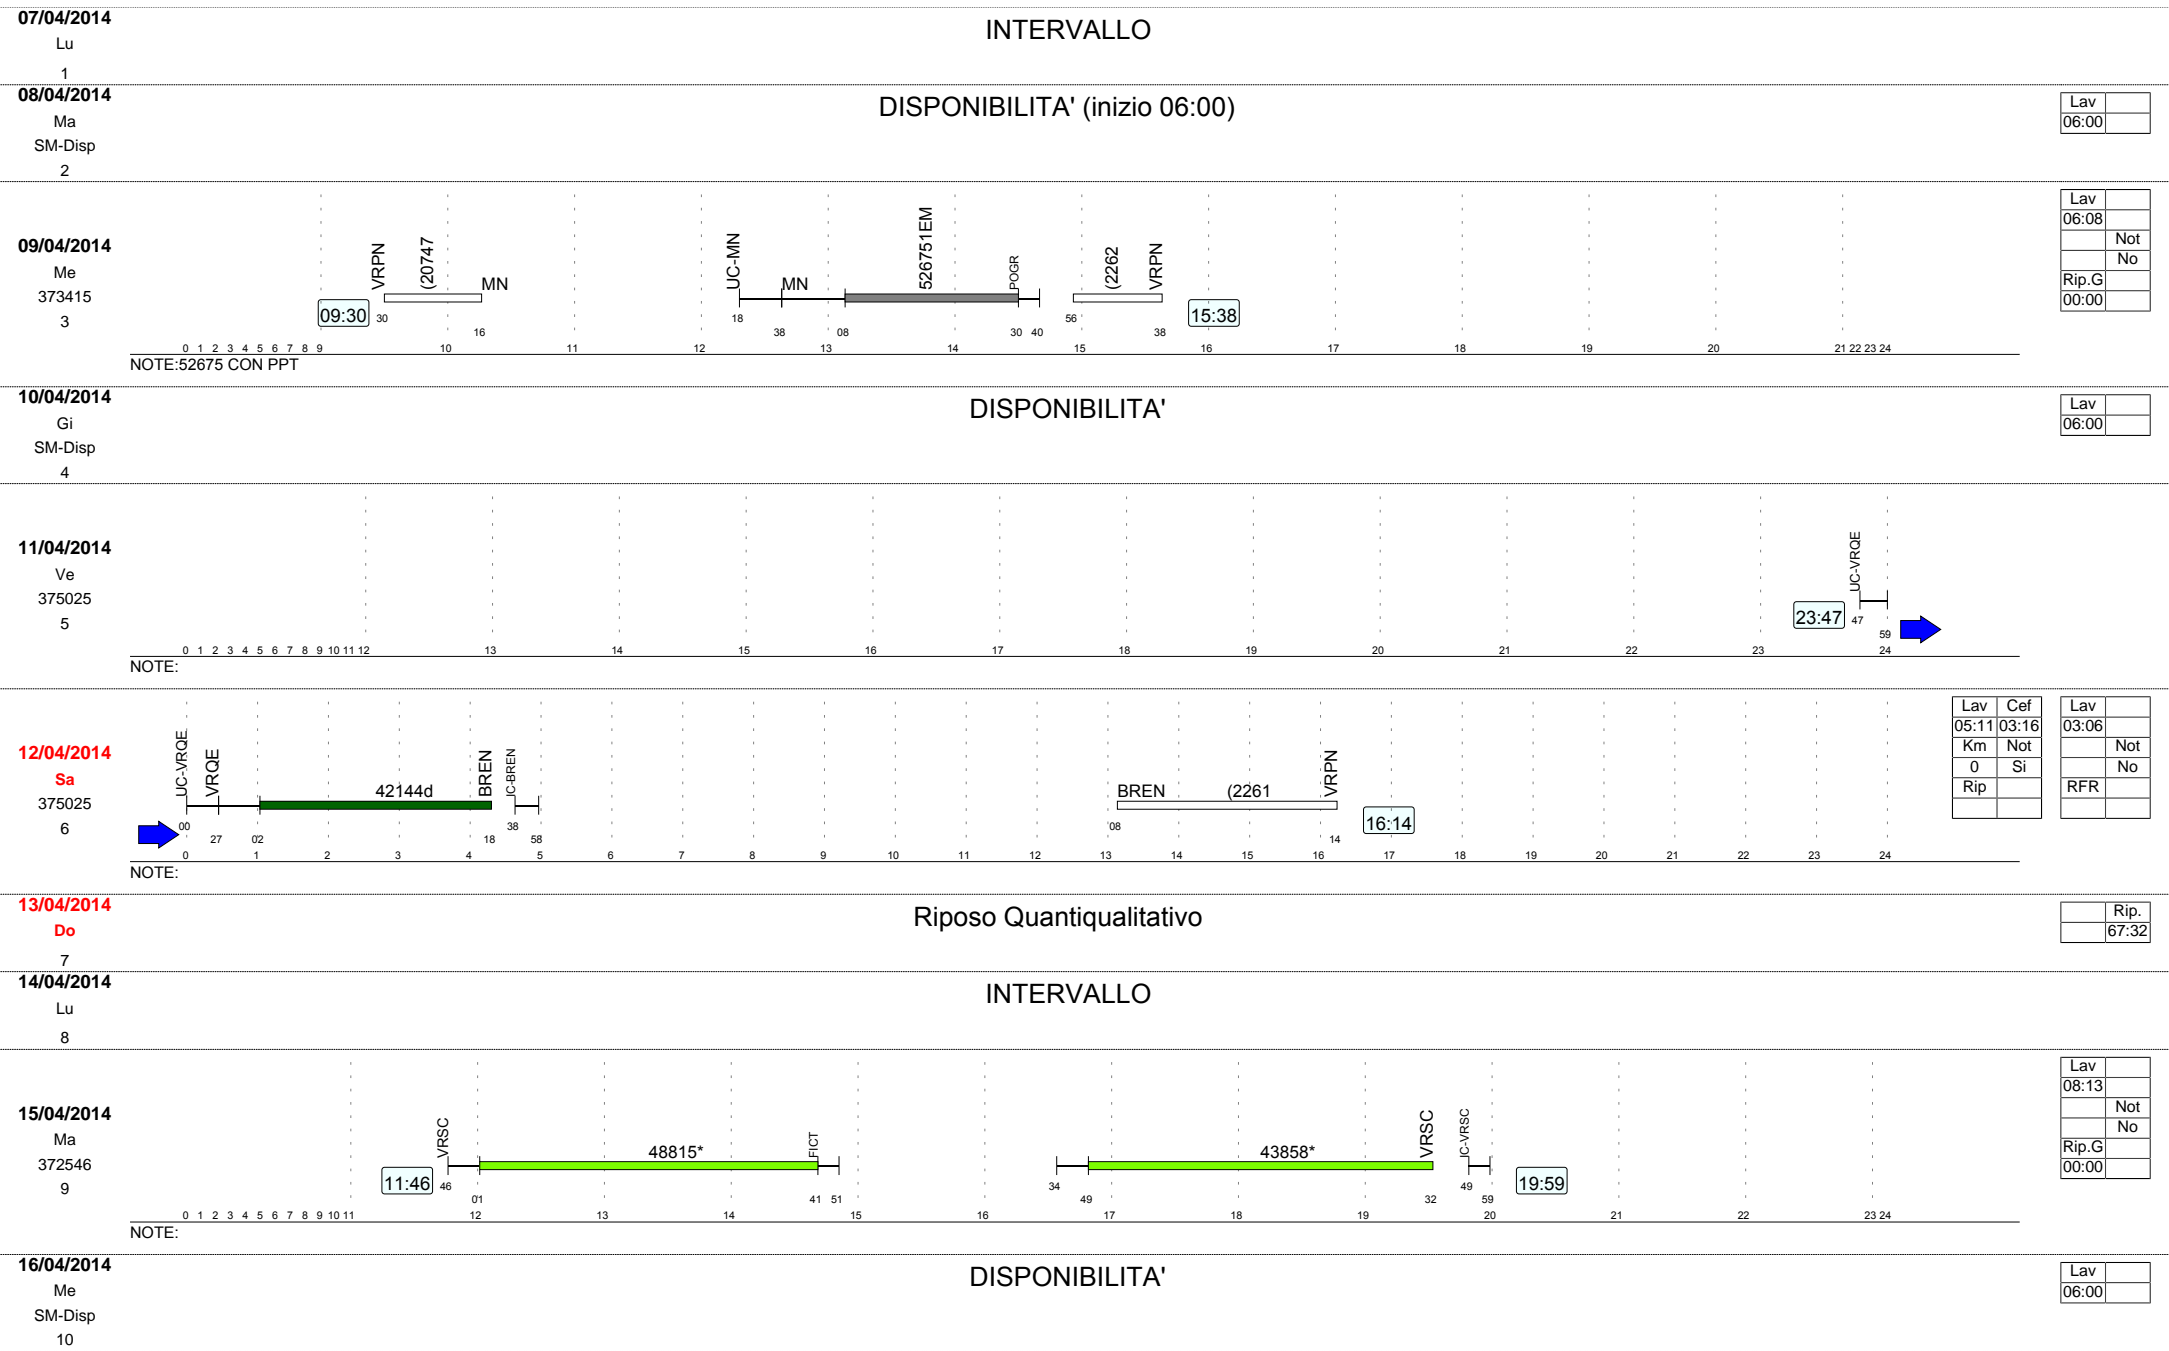 07/04/2014
Lu
1
INTERVALLO
08/04/2014
Ma
SM-Disp
2
DISPONIBILITA' (inizio 06:00)
Lav
06:00
09/04/2014
Me
373415
3
09:30
VRPN
(20747
MN
30
16
UC-MN
MN
526751EM
POGR
18
38
08
30
40
(2262
VRPN
56
38
15:38
0 1 2 3 4 5 6 7 8 9 10 11 12 13 14 15 16 17 18 19 20 21 22 23 24
NOTE:52675 CON PPT
Lav
06:08
Not
No
Rip.G
00:00
10/04/2014
Gi
SM-Disp
4
DISPONIBILITA'
Lav
06:00
11/04/2014
Ve
375025
5
23:47
UC-VRQE
47
59
0 1 2 3 4 5 6 7 8 9 10 11 12 13 14 15 16 17 18 19 20 21 22 23 24
NOTE:
12/04/2014
Sa
375025
6
UC-VRQE
VRQE
42144d
BREN
00
27
02
18
38
58
BREN
(2261
VRPN
08
14
16:14
0 1 2 3 4 5 6 7 8 9 10 11 12 13 14 15 16 17 18 19 20 21 22 23 24
NOTE:
Lav Cef
05:11 03:16
Km Not
0 Si
Rip
Lav
03:06
Not
No
RFR
13/04/2014
Do
7
Riposo Quantiqualitativo
Rip.
67:32
14/04/2014
Lu
8
INTERVALLO
15/04/2014
Ma
372546
9
11:46
VRSC
48815*
FICT
46
01
41
51
43858*
VRSC
34
49
32
49
59
19:59
0 1 2 3 4 5 6 7 8 9 10 11 12 13 14 15 16 17 18 19 20 21 22 23 24
NOTE:
Lav
08:13
Not
No
Rip.G
00:00
16/04/2014
Me
SM-Disp
10
DISPONIBILITA'
Lav
06:00